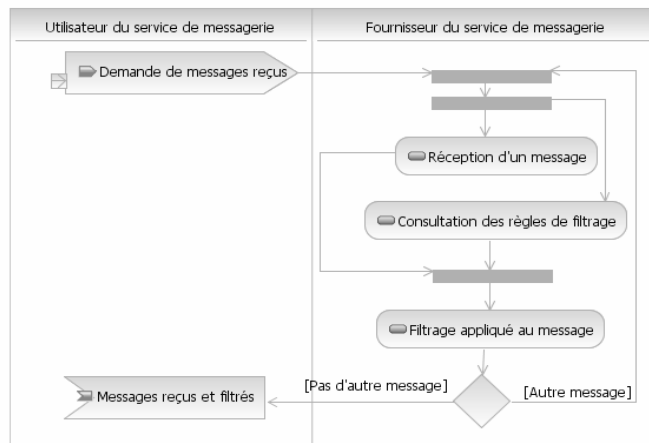 Utilisateur du service de messagerie
Fournisseur du service de messagerie
Demande de messages reçus
Réception d'un message
Consultation des règles de filtrage
Filtrage appliqué au message
[Pas d'autre message]
[Autre message]
Messages reçus et filtrés